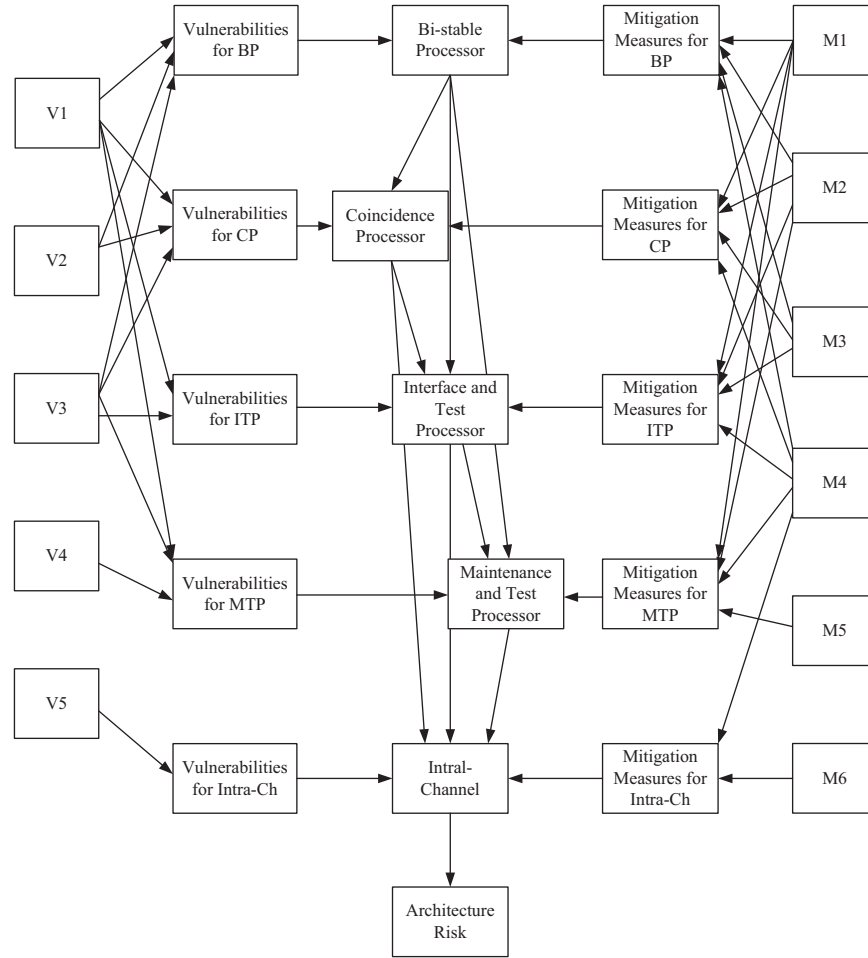 Vulnerabilities
for BP
Bi-stable
Processor
Mitigation
Measures for
BP
M1
V1
M2
Vulnerabilities
for CP
Coincidence
Processor
Mitigation
Measures for
CP
V2
M3
V3
Vulnerabilities
for ITP
Interface and
Test
Processor
Mitigation
Measures for
ITP
M4
V4
Vulnerabilities
for MTP
Maintenance
and Test
Processor
Mitigation
Measures for
MTP
M5
V5
Vulnerabilities
for Intra-Ch
Intral-
Channel
Mitigation
Measures for
Intra-Ch
M6
Architecture
Risk